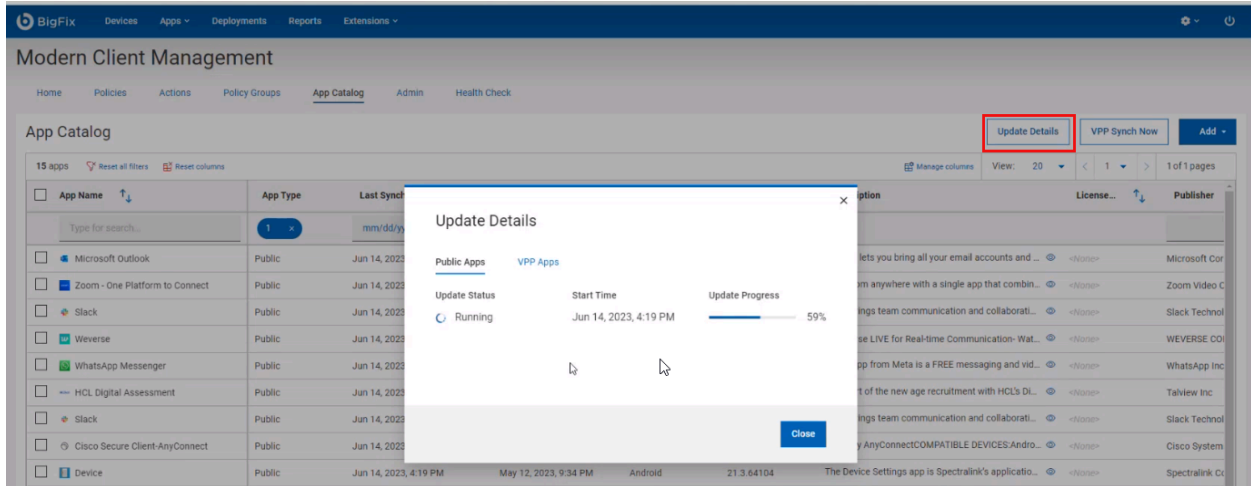 BigFix Devices Apps Deployments Reports Extensions
Modern Client Management
Home Policies Actions Policy Groups App Catalog Admin Health Check
App Catalog Update Details VPP Synch Now Add
15 apps Reset all filters Reset columns Manage columns View: 20 1 1 of 1 pages
App Name App Type Last Synch ption License... Publisher
Type for search... 1 x mm/dd/yy
Microsoft Outlook Public Jun 14, 2023 lets you bring all your email accounts and ... <None> Microsoft Cor
Zoom - One Platform to Connect Public Jun 14, 2023 om anywhere with a single app that combin... <None> Zoom Video C
Slack Public Jun 14, 2023 ings team communication and collaborati... <None> Slack Technol
Weverse Public Jun 14, 2023 se LIVE for Real-time Communication- Wat... <None> WEVERSE COI
WhatsApp Messenger Public Jun 14, 2023 pp from Meta is a FREE messaging and vid... <None> WhatsApp Inc
HCL Digital Assessment Public Jun 14, 2023 t of the new age recruitment with HCL's Di... <None> Talview Inc
Slack Public Jun 14, 2023 ings team communication and collaborati... <None> Slack Technol
Cisco Secure Client-AnyConnect Public Jun 14, 2023 y AnyConnectCOMPATIBLE DEVICES:Andro... <None> Cisco System
Device Public Jun 14, 2023, 4:19 PM May 12, 2023, 9:34 PM Android 21.3.64104 The Device Settings app is Spectralink's applicatio... <None> Spectralink Co
Update Details
Public Apps VPP Apps
Update Status Start Time Update Progress
Running Jun 14, 2023, 4:19 PM 59%
Close